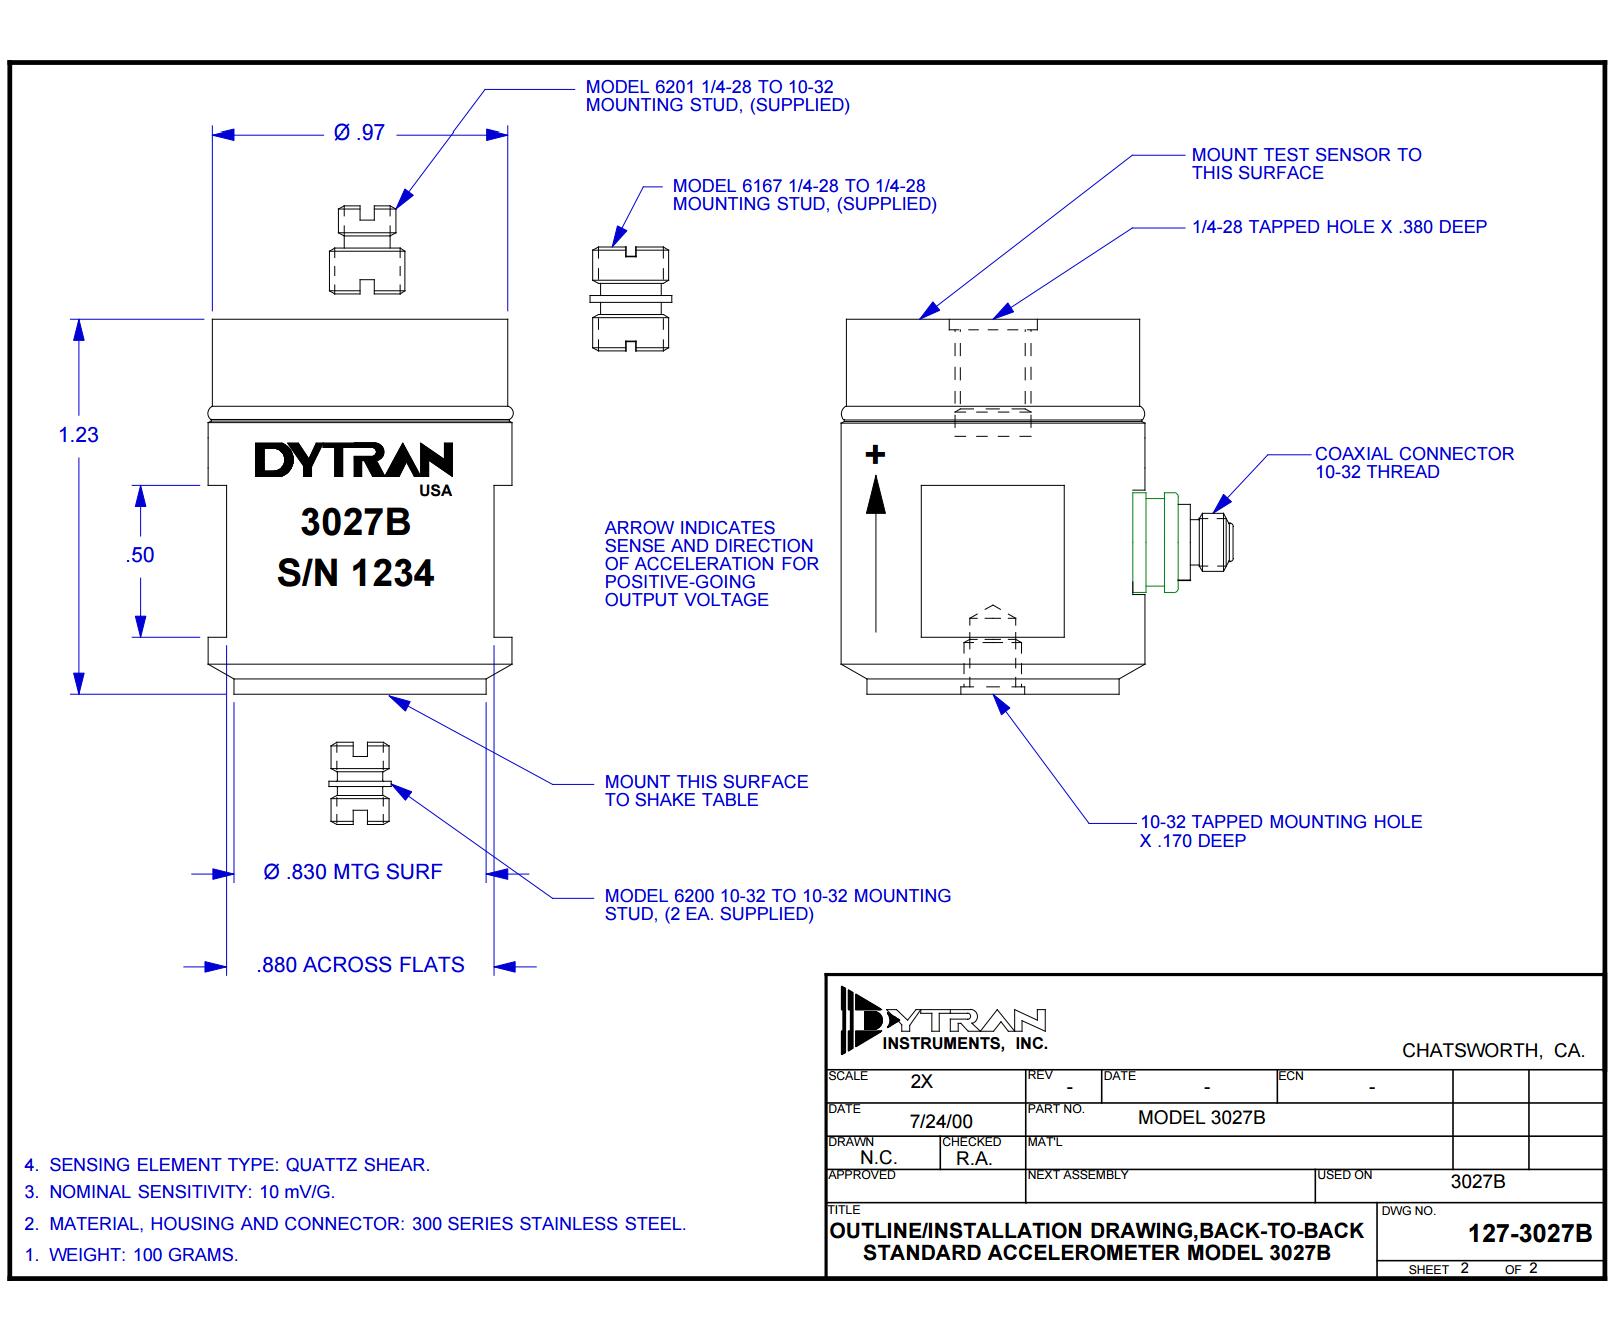 MODEL 6201 1/4-28 TO 10-32
MOUNTING STUD, (SUPPLIED)
Ø .97
MODEL 6167 1/4-28 TO 1/4-28
MOUNTING STUD, (SUPPLIED)
MOUNT TEST SENSOR TO
THIS SURFACE
1/4-28 TAPPED HOLE X .380 DEEP
1.23
.50
DYTRAN
USA
3027B
S/N 1234
ARROW INDICATES
SENSE AND DIRECTION
OF ACCELERATION FOR
POSITIVE-GOING
OUTPUT VOLTAGE
+
COAXIAL CONNECTOR
10-32 THREAD
MOUNT THIS SURFACE
TO SHAKE TABLE
10-32 TAPPED MOUNTING HOLE
X .170 DEEP
Ø .830 MTG SURF
MODEL 6200 10-32 TO 10-32 MOUNTING
STUD, (2 EA. SUPPLIED)
.880 ACROSS FLATS
4. SENSING ELEMENT TYPE: QUATTZ SHEAR.
3. NOMINAL SENSITIVITY: 10 mV/G.
2. MATERIAL, HOUSING AND CONNECTOR: 300 SERIES STAINLESS STEEL.
1. WEIGHT: 100 GRAMS.
DYTRAN
INSTRUMENTS, INC.
CHATSWORTH, CA.
SCALE 2X
REV -
DATE -
ECN -
DATE 7/24/00
PART NO. MODEL 3027B
DRAWN N.C.
CHECKED R.A.
MAT'L
APPROVED
NEXT ASSEMBLY
USED ON 3027B
TITLE
OUTLINE/INSTALLATION DRAWING,BACK-TO-BACK
STANDARD ACCELEROMETER MODEL 3027B
DWG NO.
127-3027B
SHEET 2 OF 2